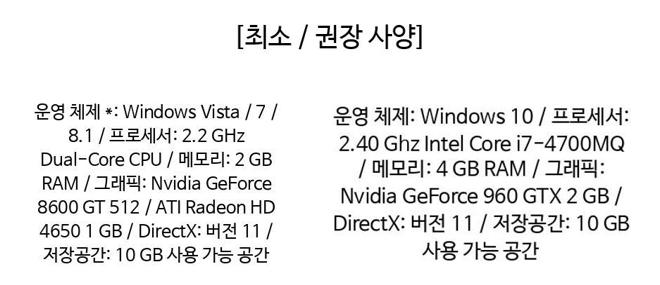 [최소 / 권장 사양]
운영 체제 *: Windows Vista / 7 /
8.1 / 프로세서: 2.2 GHz
Dual-Core CPU / 메모리: 2 GB
RAM / 그래픽: Nvidia GeForce
8600 GT 512 / ATI Radeon HD
4650 1 GB / DirectX: 버전 11 /
저장공간: 10 GB 사용 가능 공간
운영 체제: Windows 10 / 프로세서:
2.40 Ghz Intel Core i7-4700MQ
/ 메모리: 4 GB RAM / 그래픽:
Nvidia GeForce 960 GTX 2 GB /
DirectX: 버전 11 / 저장공간: 10 GB
사용 가능 공간